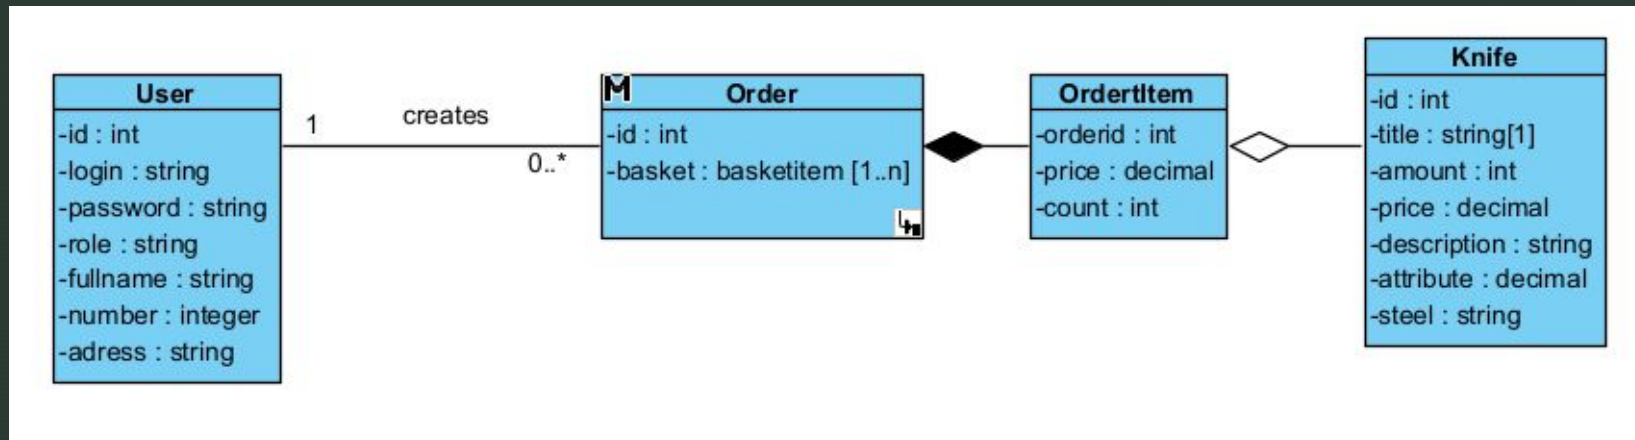 User
-id : int
-login : string
-password : string
-role : string
-fullname : string
-number : integer
-adress : string
1
creates
0..*
M
Order
-id : int
-basket : basketitem [1..n]
OrdertItem
-orderid : int
-price : decimal
-count : int
Knife
-id : int
-title : string[1]
-amount : int
-price : decimal
-description : string
-attribute : decimal
-steel : string